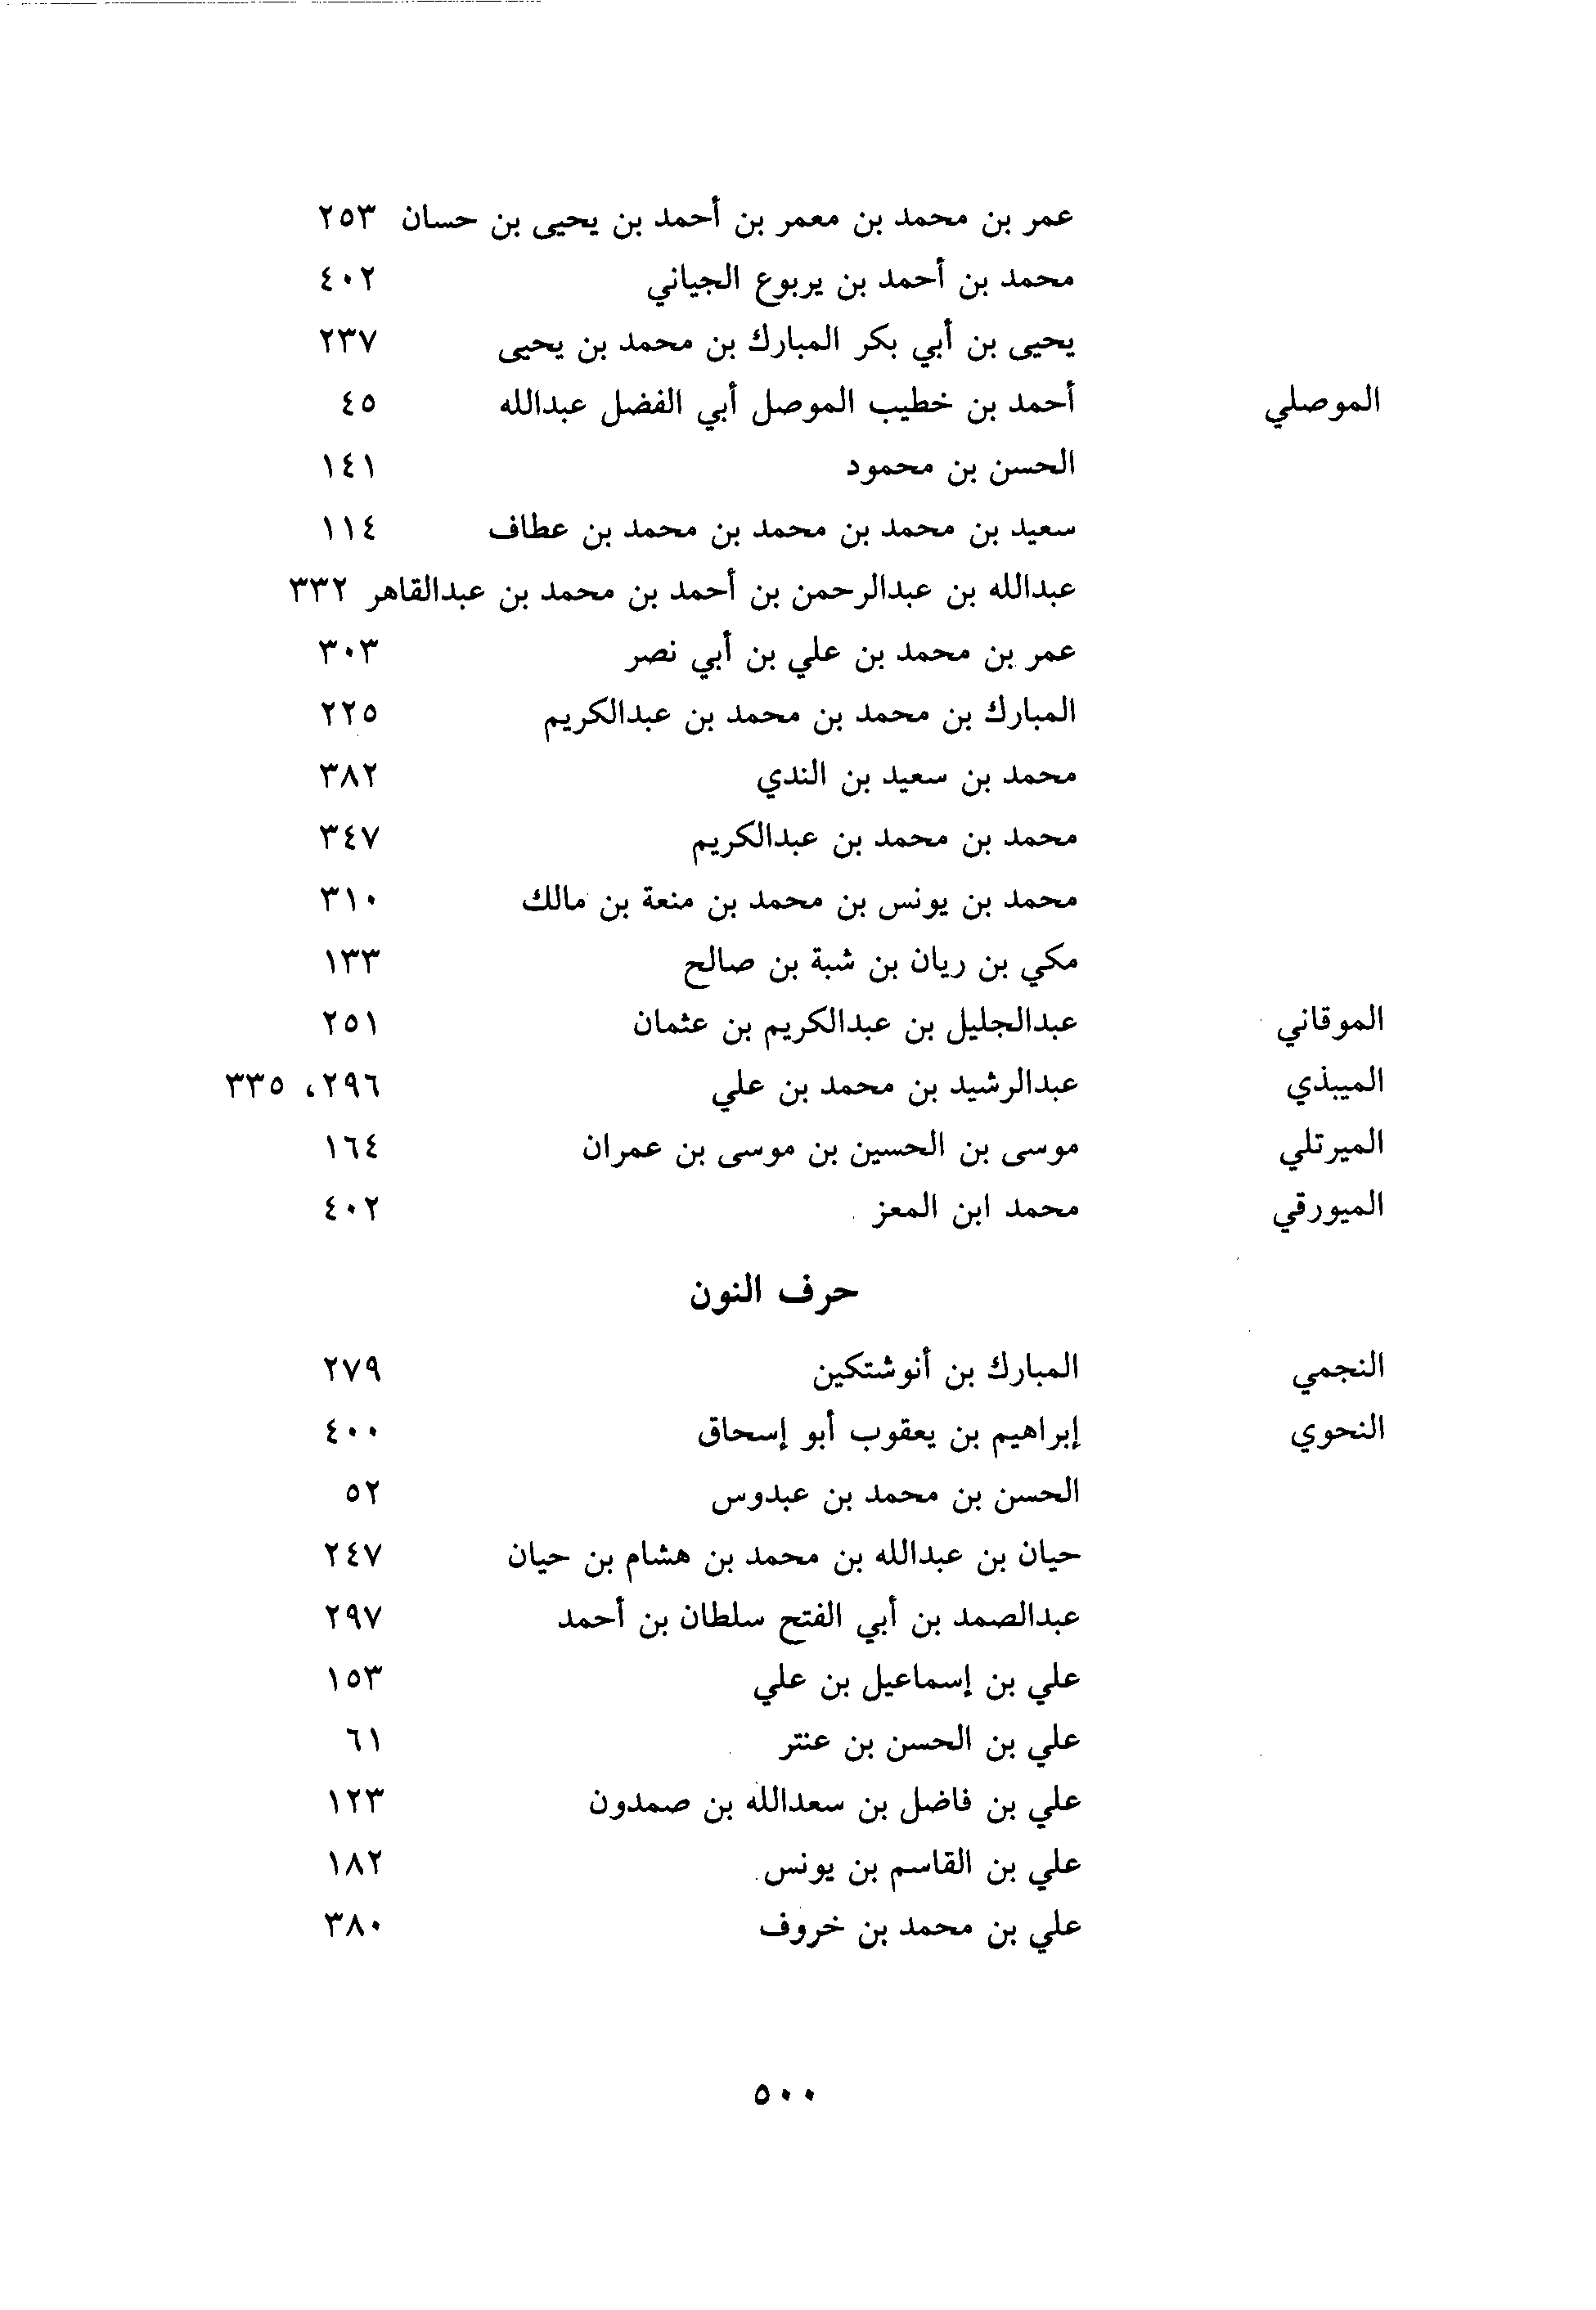 عمر بن محمد بن معمر بن أحمد بن يحيى بن حسان ٢٥٣
محمد بن أحمد بن يربوع الجياني ٤٠٢
يحيى بن أبي بكر المبارك بن محمد بن يحيى ٢٣٧
الموصلي أحمد بن خطيب الموصل أبي الفضل عبدالله ٤٥
الحسن بن محمود ١٤١
سعيد بن محمد بن محمد بن محمد بن عطاف ١١٤
عبدالله بن عبدالرحمن بن أحمد بن محمد بن عبدالقاهر ٣٣٢
عمر بن محمد بن علي بن أبي نصر ٣٠٣
المبارك بن محمد بن محمد بن عبدالكريم ٢٢٥
محمد بن سعيد بن الندي ٣٨٢
محمد بن محمد بن عبدالكريم ٣٤٧
محمد بن يونس بن محمد بن منعة بن مالك ٣١٠
مكي بن ريان بن شبة بن صالح ١٣٣
الموقاني عبدالجليل بن عبدالكريم بن عثمان ٢٥١
الميبذي عبدالرشيد بن محمد بن علي ٢٩٦، ٣٣٥
الميرتلي موسى بن الحسين بن موسى بن عمران ١٦٤
الميورقي محمد ابن المعز ٤٠٢
حرف النون
النجمي المبارك بن أنوشتكين ٢٧٩
النحوي إبراهيم بن يعقوب أبو إسحاق ٤٠٠
الحسن بن محمد بن عبدوس ٥٢
حيان بن عبدالله بن محمد بن هشام بن حيان ٢٤٧
عبدالصمد بن أبي الفتح سلطان بن أحمد ٢٩٧
علي بن إسماعيل بن علي ١٥٣
علي بن الحسن بن عنتر ٦١
علي بن فاضل بن سعدالله بن صمدون ١٢٣
علي بن القاسم بن يونس ١٨٢
علي بن محمد بن خروف ٣٨٠
٥٠٠